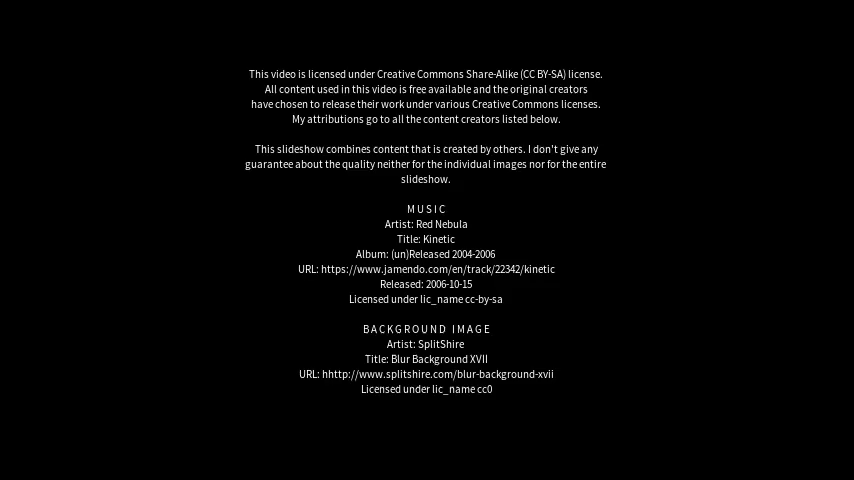 This video is licensed under Creative Commons Share-Alike (CC BY-SA) license.
All content used in this video is free available and the original creators
have chosen to release their work under various Creative Commons licenses.
My attributions go to all the content creators listed below.
This slideshow combines content that is created by others. I don't give any
guarantee about the quality neither for the individual images nor for the entire
slideshow.
MUSIC
Artist: Red Nebula
Title: Kinetic
Album: (un)Released 2004-2006
URL: https://www.jamendo.com/en/track/22342/kinetic
Released: 2006-10-15
Licensed under lic_name cc-by-sa
BACKGROUND IMAGE
Artist: SplitShire
Title: Blur Background XVII
URL: hhttp://www.splitshire.com/blur-background-xvii
Licensed under lic_name cc0